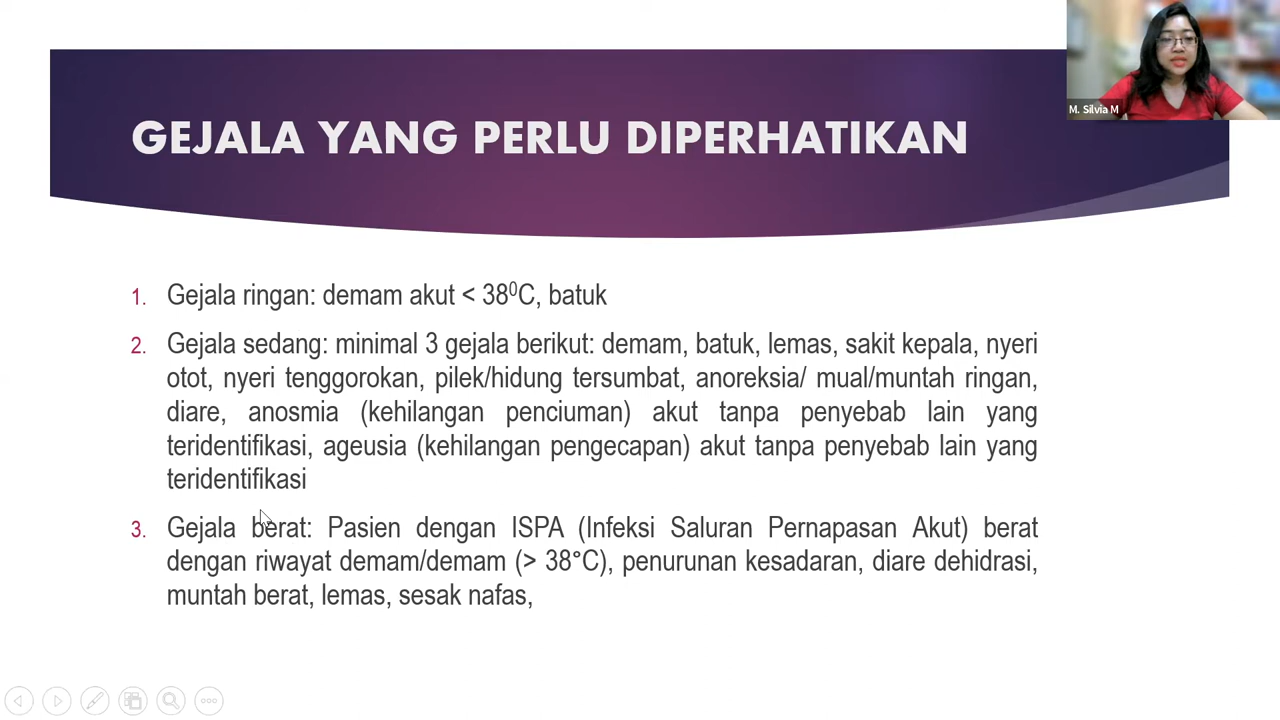 M. Silvia M
GEJALA YANG PERLU DIPERHATIKAN
1. Gejala ringan: demam akut < 38⁰C, batuk
2. Gejala sedang: minimal 3 gejala berikut: demam, batuk, lemas, sakit kepala, nyeri
otot, nyeri tenggorokan, pilek/hidung tersumbat, anoreksia/ mual/muntah ringan,
diare, anosmia (kehilangan penciuman) akut tanpa penyebab lain yang
teridentifikasi, ageusia (kehilangan pengecapan) akut tanpa penyebab lain yang
teridentifikasi
3. Gejala berat: Pasien dengan ISPA (Infeksi Saluran Pernapasan Akut) berat
dengan riwayat demam/demam (> 38°C), penurunan kesadaran, diare dehidrasi,
muntah berat, lemas, sesak nafas,